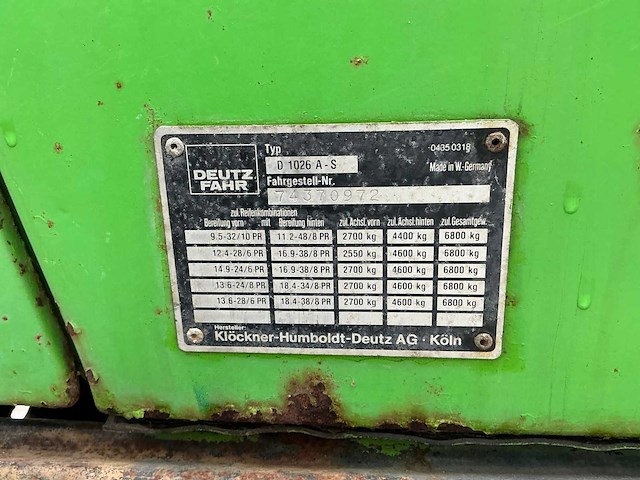 Typ
0435 0318
DEUTZ
FAHR
D 1026 A-S
Made in W.-Germany
Fahrgestell-Nr.
74370972
zul. Reifenkombinationen
Bereifung vorn mit Bereifung hinten zul. Achsl. vorn zul. Achsl. hinten zul. Gesamtgew.
9.5-32/10 PR 11.2-48/8 PR 2700 kg 4400 kg 6800 kg
12.4-28/6 PR 16.9-38/8 PR 2550 kg 4600 kg 6800 kg
14.9-24/6 PR 16.9-38/8 PR 2700 kg 4600 kg 6800 kg
13.6-24/8 PR 18.4-34/8 PR 2700 kg 4600 kg 6800 kg
13.6-28/6 PR 18.4-38/8 PR 2700 kg 4600 kg 6800 kg
Hersteller:
Klöckner-Humboldt-Deutz AG · Köln